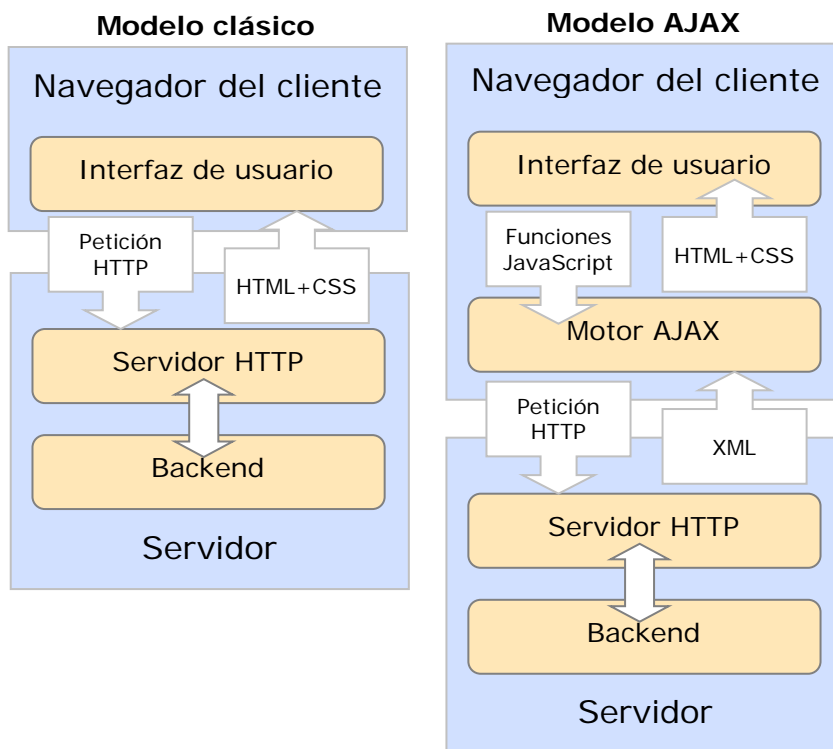 Modelo clásico
Navegador del cliente
Interfaz de usuario
Petición
HTTP
HTML+CSS
Servidor HTTP
Backend
Servidor
Modelo AJAX
Navegador del cliente
Interfaz de usuario
Funciones
JavaScript
HTML+CSS
Motor AJAX
Petición
HTTP
XML
Servidor HTTP
Backend
Servidor